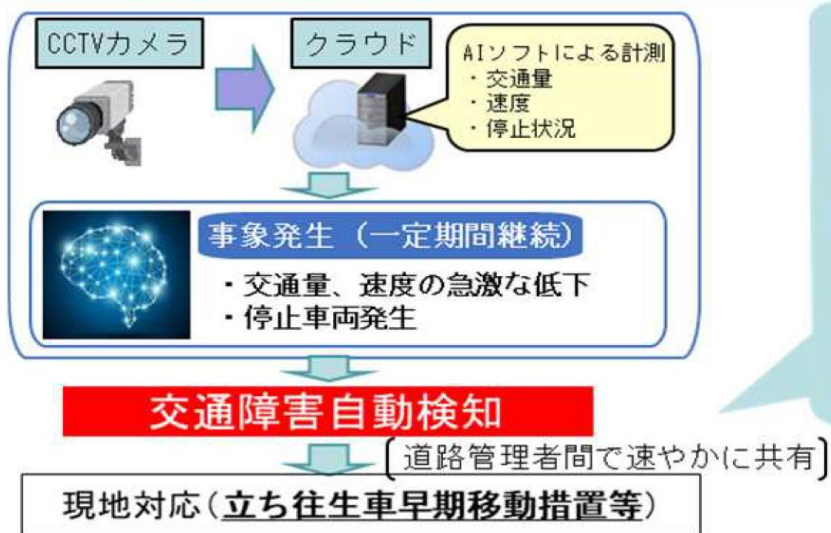 CCTVカメラ
クラウド
AIソフトによる計測
・交通量
・速度
・停止状況
事象発生（一定期間継続）
・交通量、速度の急激な低下
・停止車両発生
交通障害自動検知
[道路管理者間で速やかに共有]
現地対応(立ち往生車早期移動措置等)